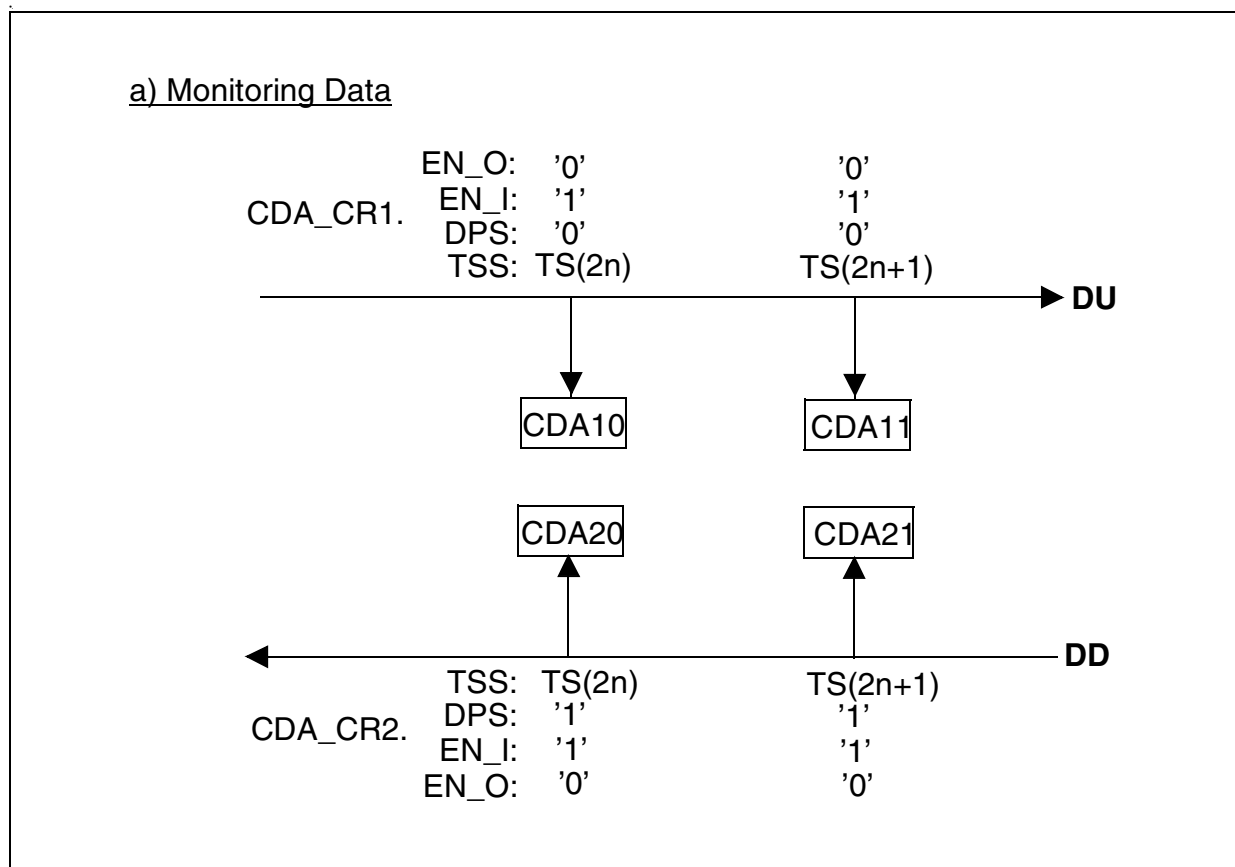 a) Monitoring Data
EN_O: ’0’ ’0’
EN_I: ’1’ ’1’
CDA_CR1.
DPS: ’0’ ’0’
TSS: TS(2n) TS(2n+1)
DU
CDA10 CDA11
CDA20 CDA21
DD
TSS: TS(2n) TS(2n+1)
DPS: ’1’ ’1’
CDA_CR2.
EN_I: ’1’ ’1’
EN_O: ’0’ ’0’